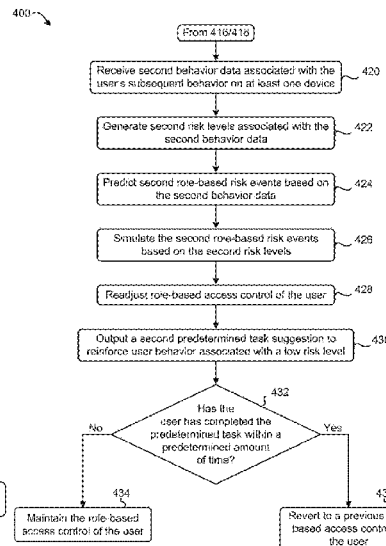 400
From 416/418
Receive second behavior data associated with the
user's subsequent behavior on at least one device
420
Generate second risk levels associated with the
second behavior data
422
Predict second role-based risk events based on
the second behavior data
424
Simulate the second role-based risk events
based on the second risk levels
426
Readjust role-based access control of the user
428
Output a second predetermined task suggestion to
reinforce user behavior associated with a low risk level
430
432
Has the
user has completed the
predetermined task within a
predetermined amount
of time?
No
Yes
434
Maintain the role-based
access control of the user
Revert to a previous
based access control
the user